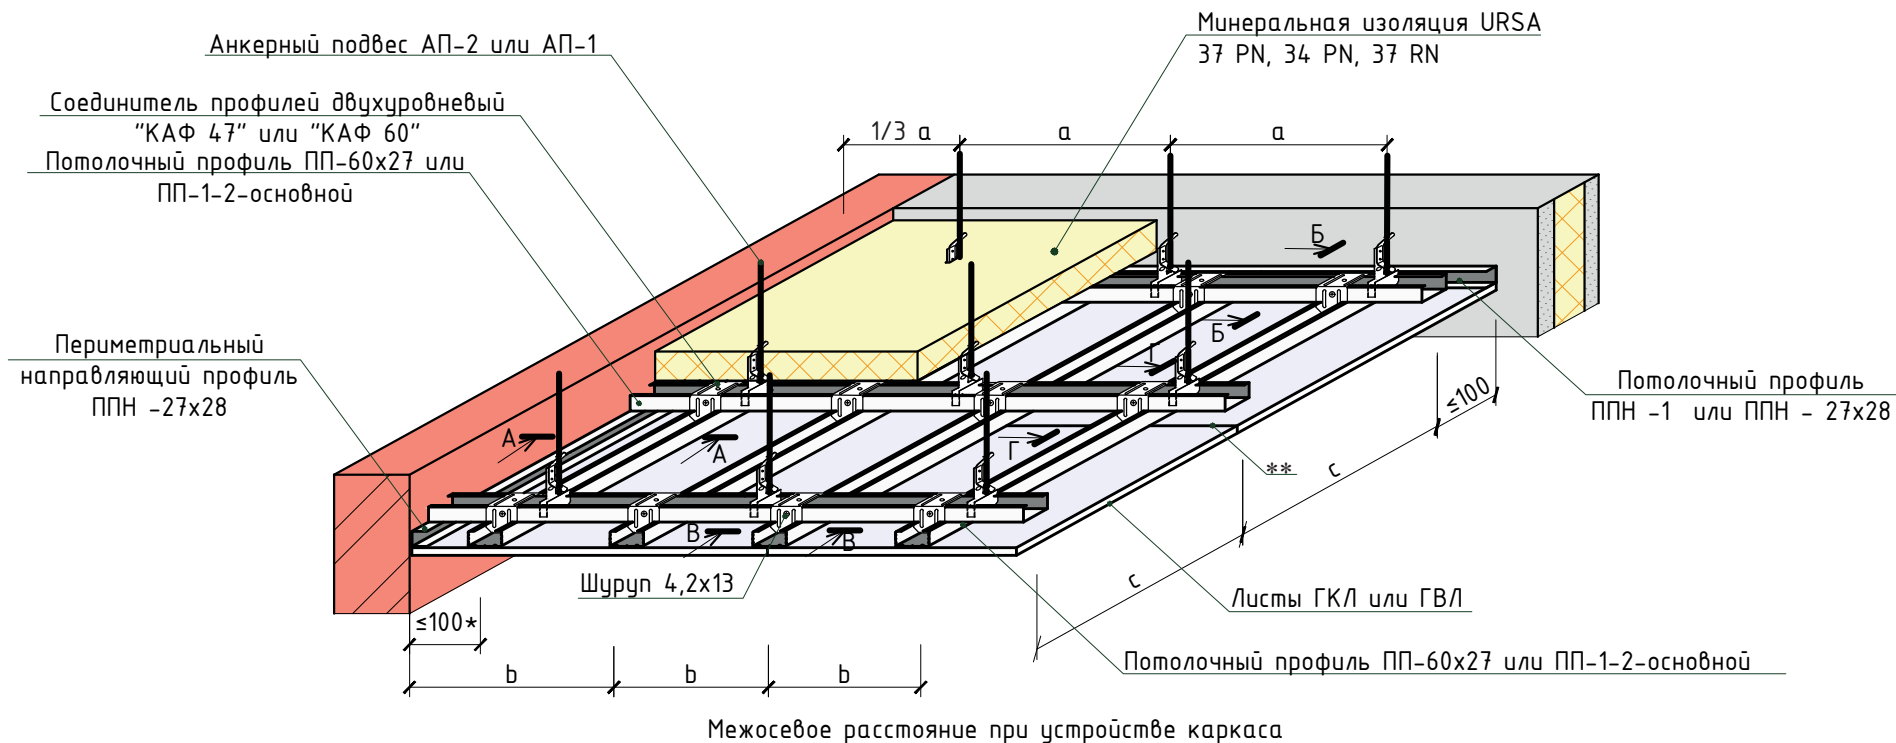 Минеральная изоляция URSA
37 PN, 34 PN, 37 RN
Анкерный подвес АП-2 или АП-1
Соединитель профилей двухуровневый
"КАФ 47" или "КАФ 60"
Потолочный профиль ПП-60х27 или
ПП-1-2-основной
1/3 a
a
a
Б
Б
Г
Г
Периметриальный
направляющий профиль
ППН -27х28
Потолочный профиль
ППН -1 или ППН - 27х28
≤100
c
**
А
А
В
В
Шуруп 4,2х13
c
Листы ГКЛ или ГВЛ
≤100*
Потолочный профиль ПП-60х27 или ПП-1-2-основной
b
b
b
Межосевое расстояние при устройстве каркаса